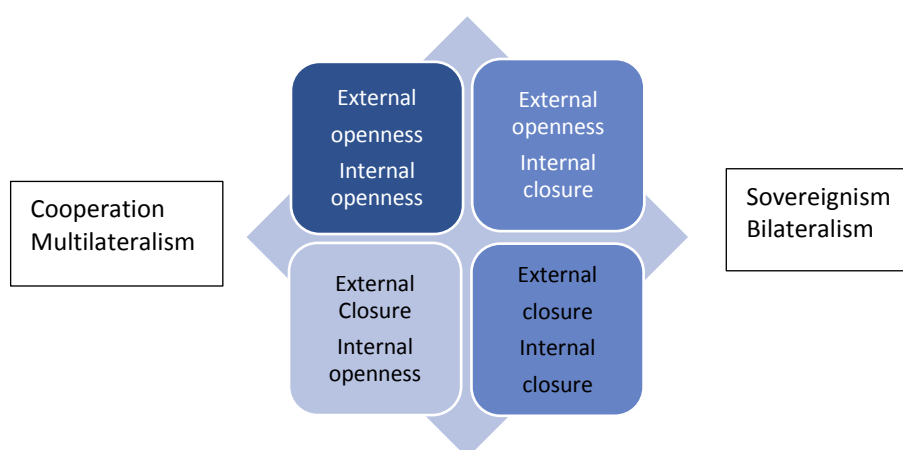 External
openness
Internal
openness
External
openness
Internal
closure
Cooperation
Multilateralism
Sovereignism
Bilateralism
External
Closure
Internal
openness
External
closure
Internal
closure